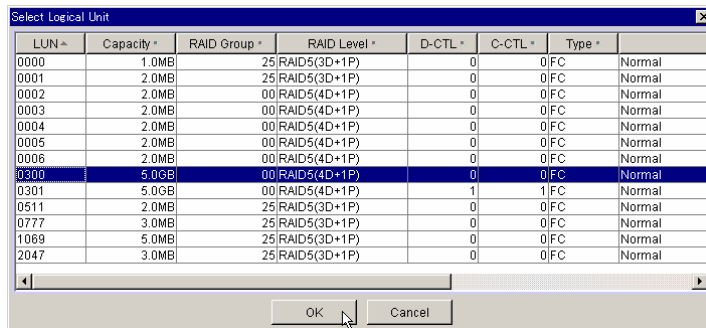 Select Logical Unit
LUN Capacity RAID Group RAID Level D-CTL C-CTL Type
0000 1.0MB 25 RAID5(3D+1P) 0 0 FC Normal
0001 2.0MB 25 RAID5(3D+1P) 0 0 FC Normal
0002 2.0MB 00 RAID5(4D+1P) 0 0 FC Normal
0003 2.0MB 00 RAID5(4D+1P) 0 0 FC Normal
0004 2.0MB 00 RAID5(4D+1P) 0 0 FC Normal
0005 2.0MB 00 RAID5(4D+1P) 0 0 FC Normal
0006 2.0MB 00 RAID5(4D+1P) 0 0 FC Normal
0300 5.0GB 00 RAID5(4D+1P) 0 0 FC Normal
0301 5.0GB 00 RAID5(4D+1P) 1 1 FC Normal
0511 2.0MB 25 RAID5(3D+1P) 0 0 FC Normal
0777 3.0MB 25 RAID5(3D+1P) 0 0 FC Normal
1069 5.0MB 25 RAID5(3D+1P) 0 0 FC Normal
2047 3.0MB 25 RAID5(3D+1P) 0 0 FC Normal
OK Cancel